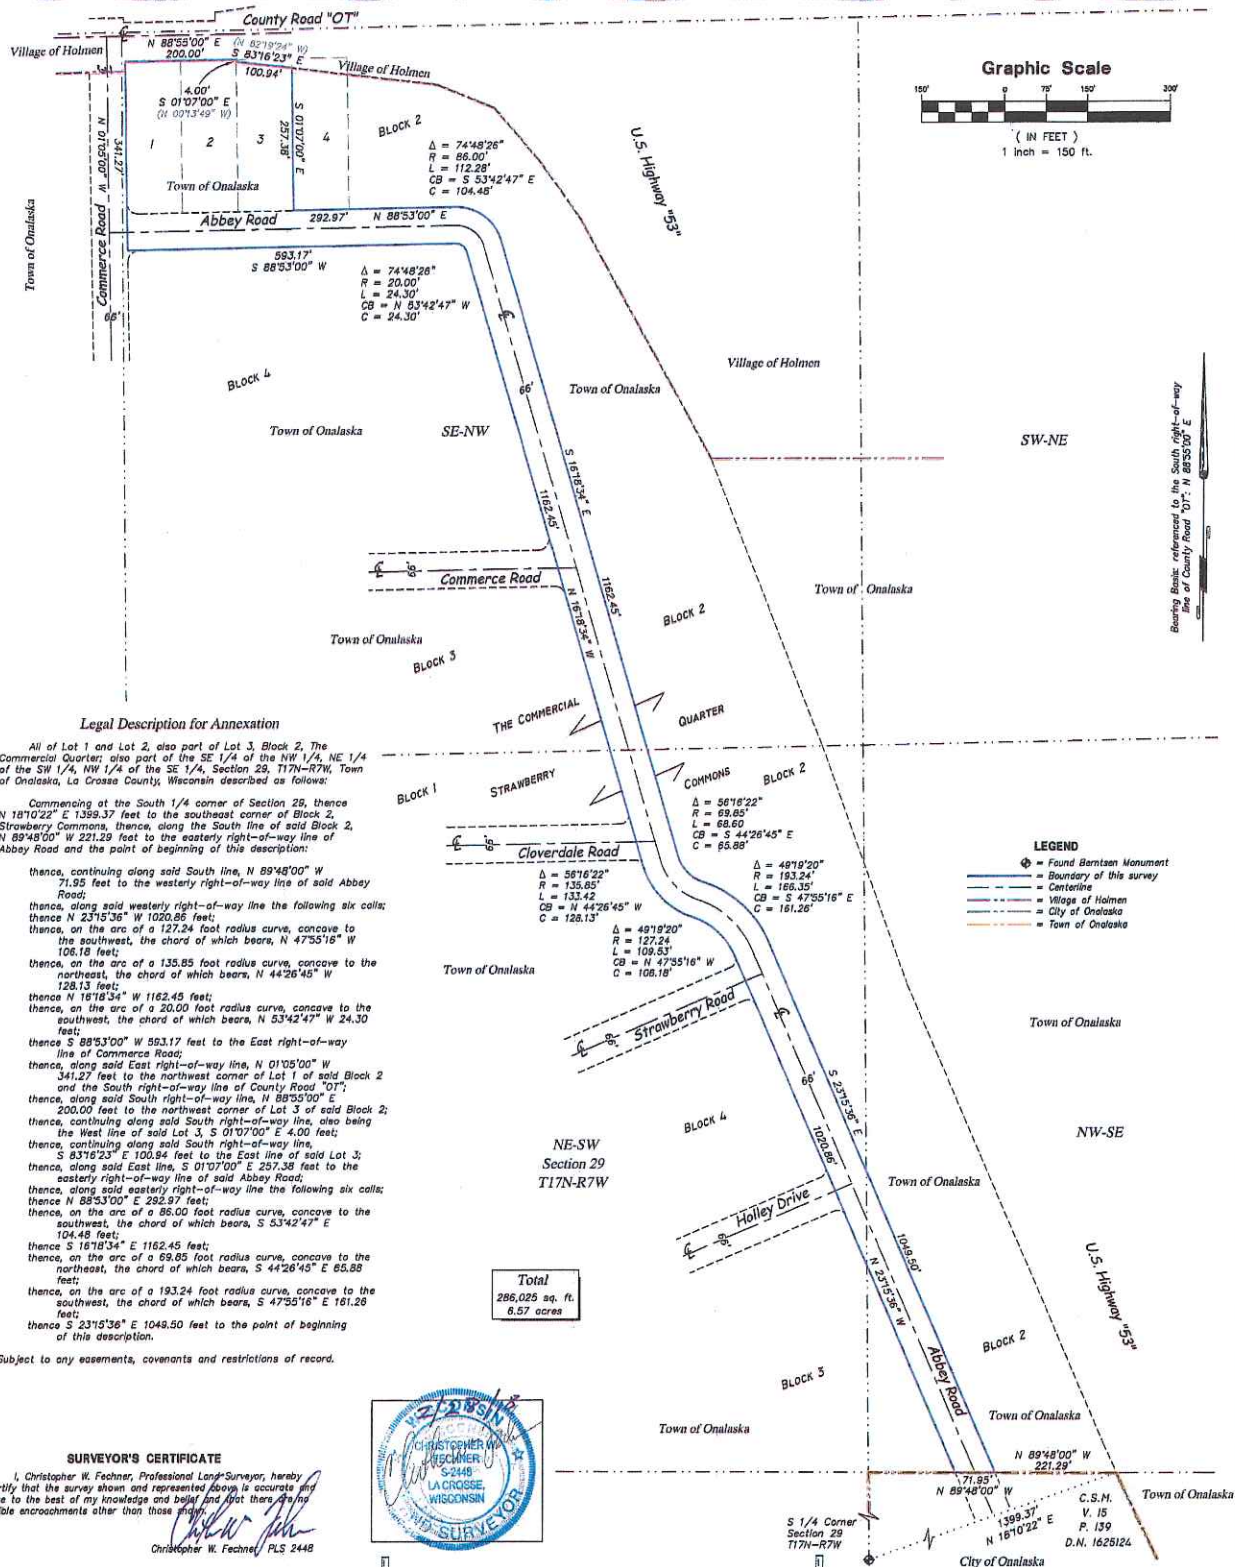 County Road "OT"
Village of Holmen
N 88°55'00" E
200.00'
(N 82°19'24" W)
S 83°16'23" E
100.94'
Village of Holmen
4.00'
S 01°07'00" E
(N 00°13'49" W)
1
2
3
4
BLOCK 2
S 01°07'00" E
257.38'
N 01°05'00" W
341.27'
Town of Onalaska
Town of Onalaska
Commerce Road
66'
Abbey Road
292.97'
N 88°53'00" E
593.17'
S 88°53'00" W
Δ = 74°48'26"
R = 86.00'
L = 112.28'
CB = S 53°42'47" E
C = 104.48'
Δ = 74°48'26"
R = 20.00'
L = 24.30'
CB = N 53°42'47" W
C = 24.30'
U.S. Highway "53"
Graphic Scale
150'
0
75'
150'
300'
( IN FEET )
1 inch = 150 ft.
BLOCK 4
Town of Onalaska
SE-NW
66'
Town of Onalaska
Village of Holmen
SW-NE
Bearing Basis: referenced to the South right-of-way
line of County Road "OT": N 88°55'00" E
S 16°18'34" E
1162.45'
1162.45'
N 16°18'34" W
66'
Commerce Road
Town of Onalaska
BLOCK 3
BLOCK 2
Town of Onalaska
THE COMMERCIAL
QUARTER
BLOCK 1
STRAWBERRY
COMMONS
BLOCK 2
66'
Cloverdale Road
Δ = 56°16'22"
R = 69.85'
L = 68.60
CB = S 44°26'45" E
C = 65.88'
Δ = 56°16'22"
R = 135.85'
L = 133.42
CB = N 44°26'45" W
C = 128.13'
Δ = 49°19'20"
R = 193.24'
L = 166.35'
CB = S 47°55'16" E
C = 161.26'
Δ = 49°19'20"
R = 127.24
L = 109.53'
CB = N 47°55'16" W
C = 106.18'
LEGEND
= Found Berntsen Monument
= Boundary of this survey
= Centerline
= Village of Holmen
= City of Onalaska
= Town of Onalaska
Legal Description for Annexation
All of Lot 1 and Lot 2, also part of Lot 3, Block 2, The
Commercial Quarter; also part of the SE 1/4 of the NW 1/4, NE 1/4
of the SW 1/4, NW 1/4 of the SE 1/4, Section 29, T17N-R7W, Town
of Onalaska, La Crosse County, Wisconsin described as follows:
Commencing at the South 1/4 corner of Section 29, thence
N 18°10'22" E 1399.37 feet to the southeast corner of Block 2,
Strawberry Commons, thence, along the South line of said Block 2,
N 89°48'00" W 221.29 feet to the easterly right-of-way line of
Abbey Road and the point of beginning of this description:
thence, continuing along said South line, N 89°48'00" W
71.95 feet to the westerly right-of-way line of said Abbey
Road;
thence, along said westerly right-of-way line the following six calls;
thence N 23°15'36" W 1020.86 feet;
thence, on the arc of a 127.24 foot radius curve, concave to
the southwest, the chord of which bears, N 47°55'16" W
106.18 feet;
thence, on the arc of a 135.85 foot radius curve, concave to the
northeast, the chord of which bears, N 44°26'45" W
128.13 feet;
thence N 16°18'34" W 1162.45 feet;
thence, on the arc of a 20.00 foot radius curve, concave to the
southwest, the chord of which bears, N 53°42'47" W 24.30
feet;
thence S 88°53'00" W 593.17 feet to the East right-of-way
line of Commerce Road;
thence, along said East right-of-way line, N 01°05'00" W
341.27 feet to the northwest corner of Lot 1 of said Block 2
and the South right-of-way line of County Road "OT";
thence, along said South right-of-way line, N 88°55'00" E
200.00 feet to the northwest corner of Lot 3 of said Block 2;
thence, continuing along said South right-of-way line, also being
the West line of said Lot 3, S 01°07'00" E 4.00 feet;
thence, continuing along said South right-of-way line,
S 83°16'23" E 100.94 feet to the East line of said Lot 3;
thence, along said East line, S 01°07'00" E 257.38 feet to the
easterly right-of-way line of said Abbey Road;
thence, along said easterly right-of-way line the following six calls;
thence N 88°53'00" E 292.97 feet;
thence, on the arc of a 86.00 foot radius curve, concave to the
southwest, the chord of which bears, S 53°42'47" E
104.48 feet;
thence S 16°18'34" E 1162.45 feet;
thence, on the arc of a 69.85 foot radius curve, concave to the
northeast, the chord of which bears, S 44°26'45" E 65.88
feet;
thence, on the arc of a 193.24 foot radius curve, concave to the
southwest, the chord of which bears, S 47°55'16" E 161.26
feet;
thence S 23°15'36" E 1049.50 feet to the point of beginning
of this description.
Subject to any easements, covenants and restrictions of record.
Town of Onalaska
66'
Strawberry Road
Town of Onalaska
66'
S 23°15'36" E
1020.86'
BLOCK 4
NE-SW
Section 29
T17N-R7W
NW-SE
Town of Onalaska
66'
Holley Drive
1049.50'
N 23°15'36" W
U.S. Highway "53"
Total
286,025 sq. ft.
6.57 acres
BLOCK 2
BLOCK 3
Abbey Road
Town of Onalaska
Town of Onalaska
N 89°48'00" W
221.29'
71.95'
N 89°48'00" W
Town of Onalaska
C.S.M.
V. 15
P. 139
D.N. 1625124
1399.37'
N 18°10'22" E
S 1/4 Corner
Section 29
T17N-R7W
City of Onalaska
SURVEYOR'S CERTIFICATE
I, Christopher W. Fechner, Professional Land Surveyor, hereby
tify that the survey shown and represented above is accurate and
e to the best of my knowledge and belief and that there are no
ible encroachments other than those shown.
Christopher W. Fechner PLS 2448
WISCONSIN
CHRISTOPHER W.
FECHNER
S-2448
LA CROSSE,
WISCONSIN
LAND SURVEYOR